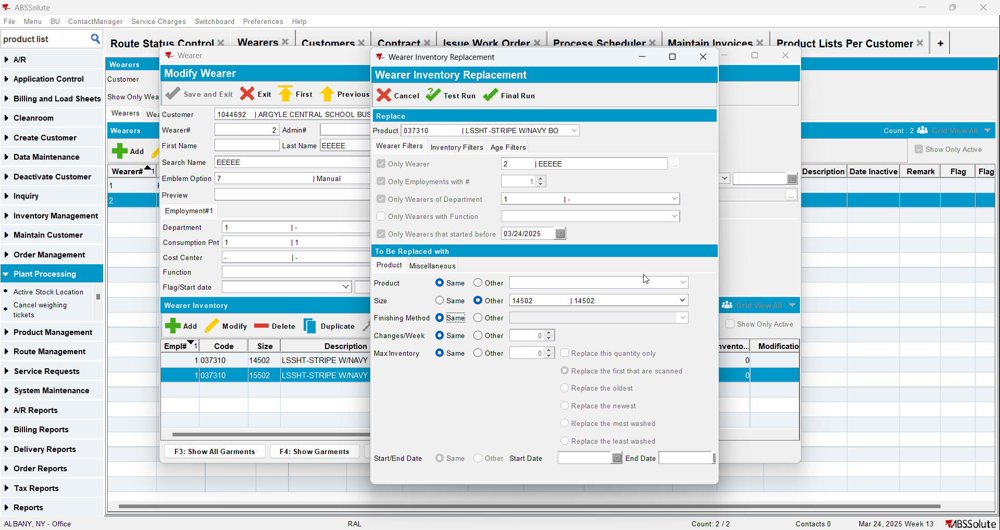 ABSSolute
File Menu BU ContactManager Service Charges Switchboard Preferences Help
product list
Route Status Control Wearers Customers Contract Issue Work Order Process Scheduler Maintain Invoices Product Lists Per Customer +
A/R
Application Control
Billing and Load Sheets
Cleanroom
Create Customer
Data Maintenance
Deactivate Customer
Inquiry
Inventory Management
Maintain Customer
Order Management
Plant Processing
Active Stock Location
Cancel weighing
tickets
Product Management
Route Management
Service Requests
System Maintenance
A/R Reports
Billing Reports
Delivery Reports
Order Reports
Tax Reports
Reports
Wearers
Customer
Show Only Wea
Wearers Wea
Wearers
Count : 2 Grid View All
Add
Show Only Active
Wearer# 1
Description Date Inactive Remark Flag Flag
1
2
Wearer
Modify Wearer
Save and Exit Exit First Previous
Customer 1044692 | ARGYLE CENTRAL SCHOOL BUS
Wearer# 2 Admin#
First Name Last Name EEEEE
Search Name EEEEE
Emblem Option 7 | Manual
16
Preview
...
Employment#1
Department 1 | -
Consumption Pnt 1 | 1
Cost Center - | -
Function
Flag/Start date
Wearer Inventory
Grid View All
Add Modify Delete Duplicate
Show Only Active
Empl# 1 Code Size Description
nvento... Modificatio
1 037310 14502 LSSHT-STRIPE W/NAVY
0
1 037310 15502 LSSHT-STRIPE W/NAVY
0
F3: Show All Garments F4: Show Garments
Wearer Inventory Replacement
Wearer Inventory Replacement
Cancel Test Run Final Run
Replace
Product 037310 | LSSHT-STRIPE W/NAVY BO
Wearer Filters Inventory Filters Age Filters
Only Wearer 2 | EEEEE ...
Only Employments with # 1
Only Wearers of Department 1 | -
Only Wearers with Function
Only Wearers that started before 03/24/2025 16
To Be Replaced with
Product Miscellaneous
Product Same Other
Size Same Other 14502 | 14502
Finishing Method Same Other
Changes/Week Same Other 0
Max Inventory Same Other 0 Replace this quantity only
Replace the first that are scanned
Replace the oldest
Replace the newest
Replace the most washed
Replace the least washed
Start/End Date Same Other Start Date 16 End Date
ALBANY, NY - Office RAL Count: 2 / 2 Contacts 0 Mar 24, 2025 Week 13 ABSSolute